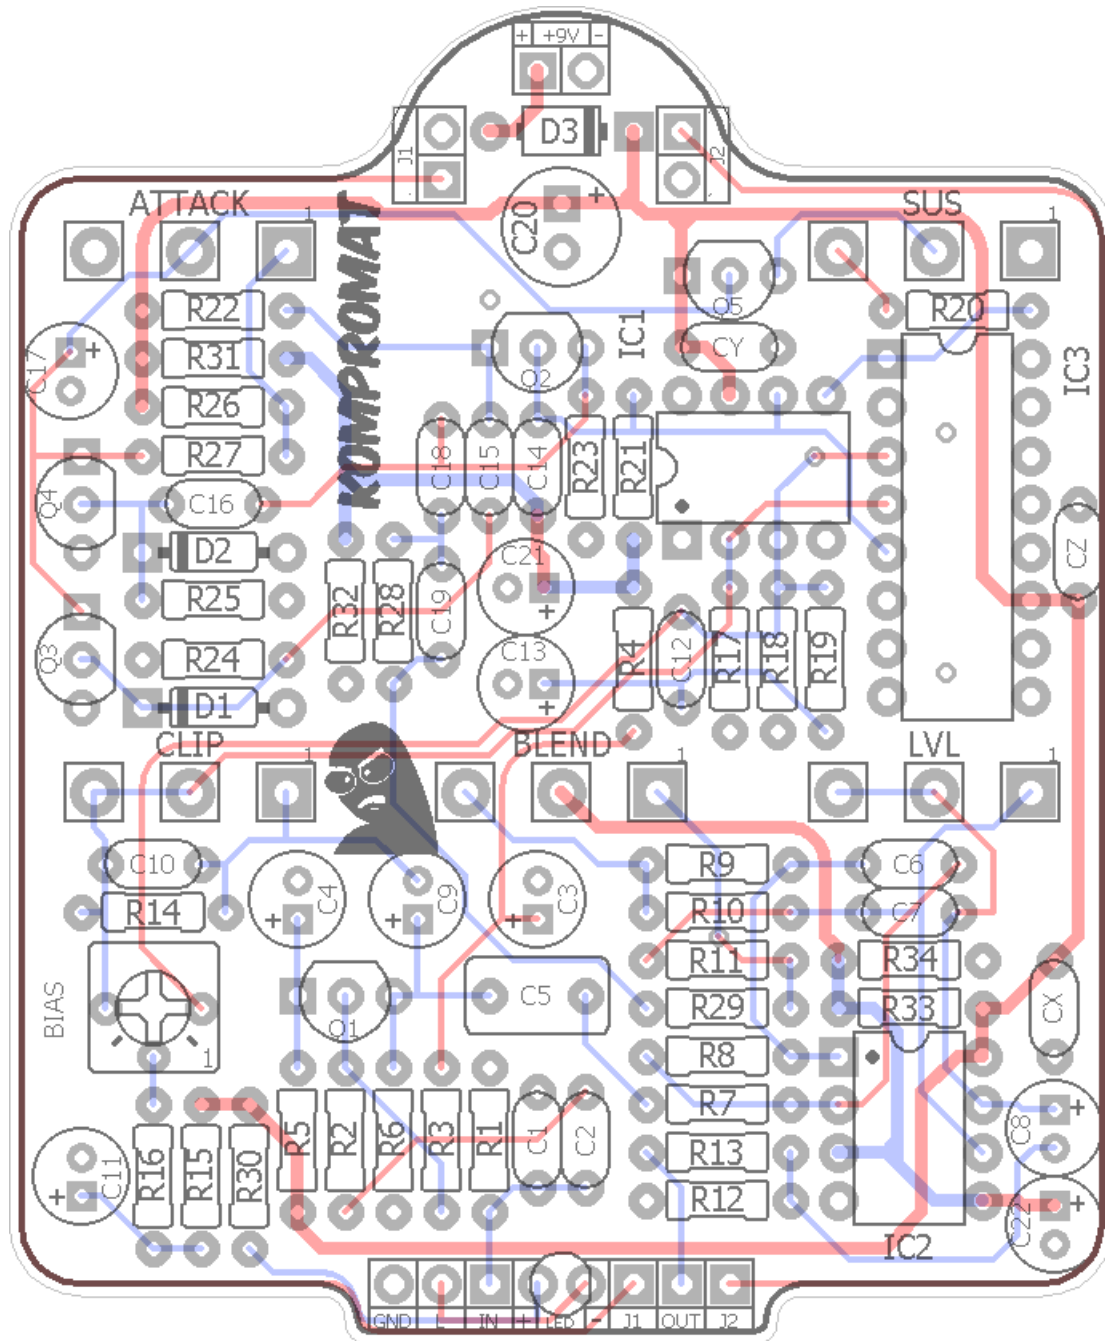 + +9V -
J1
D3
J2
ATTACK
1
C20
+
SUS
1
KOMPROMAT
R22
Q5
R20
C17
+
R31
Q2
IC1
CY
IC3
R26
R27
C18
C15
C14
R23
R21
Q4
C16
D2
C21
+
CZ
R25
R32
R28
C19
Q3
R24
C13
+
R4
C12
R17
R18
R19
D1
CLIP
1
BLEND
1
LVL
1
C10
C4
+
C9
+
C3
+
R9
C6
R14
R10
C7
R11
R34
BIAS
1
Q1
C5
R29
R33
CX
R8
R7
C8
+
C11
+
R16
R15
R30
R5
R2
R6
R3
R1
C1
C2
R13
R12
C22
+
IC2
GND L IN + LED - J1 OUT J2